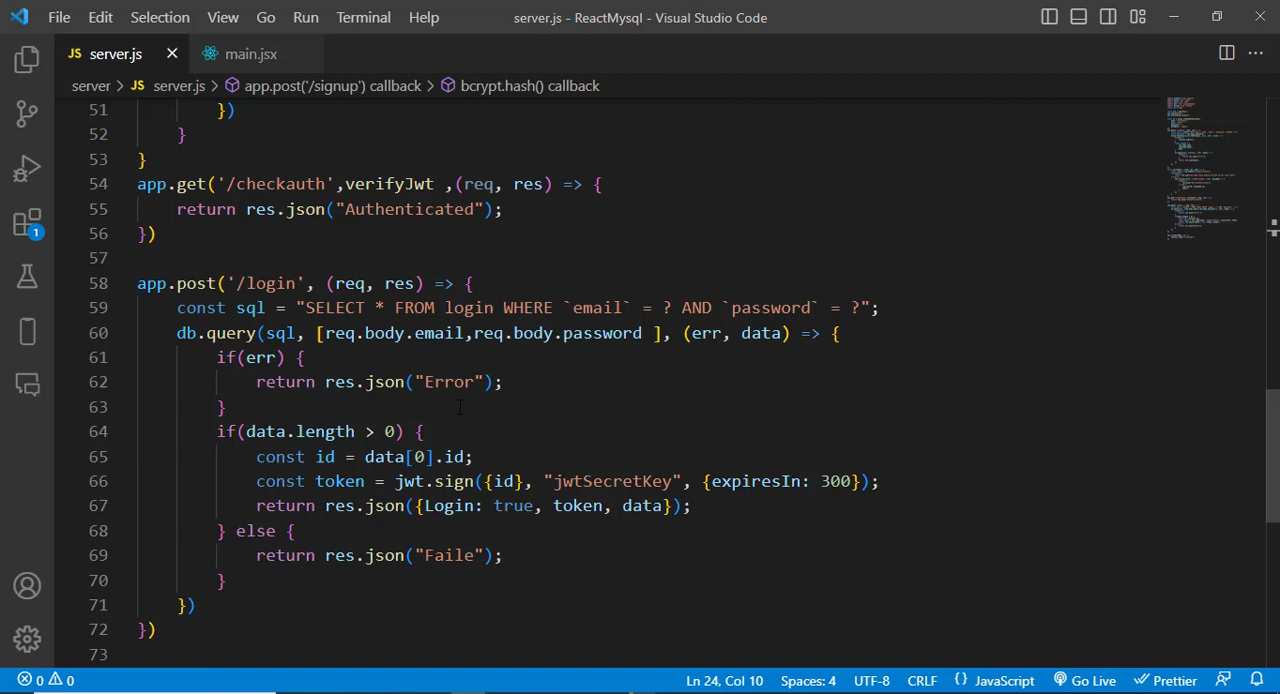 File Edit Selection View Go Run Terminal Help server.js - ReactMysql - Visual Studio Code
JS server.js main.jsx
server > JS server.js > app.post('/signup') callback > bcrypt.hash() callback
51 })
52 }
53 }
54 app.get('/checkauth',verifyJwt ,(req, res) => {
55 return res.json("Authenticated");
56 })
57
58 app.post('/login', (req, res) => {
59 const sql = "SELECT * FROM login WHERE `email` = ? AND `password` = ?";
60 db.query(sql, [req.body.email,req.body.password ], (err, data) => {
61 if(err) {
62 return res.json("Error");
63 }
64 if(data.length > 0) {
65 const id = data[0].id;
66 const token = jwt.sign({id}, "jwtSecretKey", {expiresIn: 300});
67 return res.json({Login: true, token, data});
68 } else {
69 return res.json("Faile");
70 }
71 })
72 })
73
1
0 0 Ln 24, Col 10 Spaces: 4 UTF-8 CRLF {} JavaScript Go Live Prettier